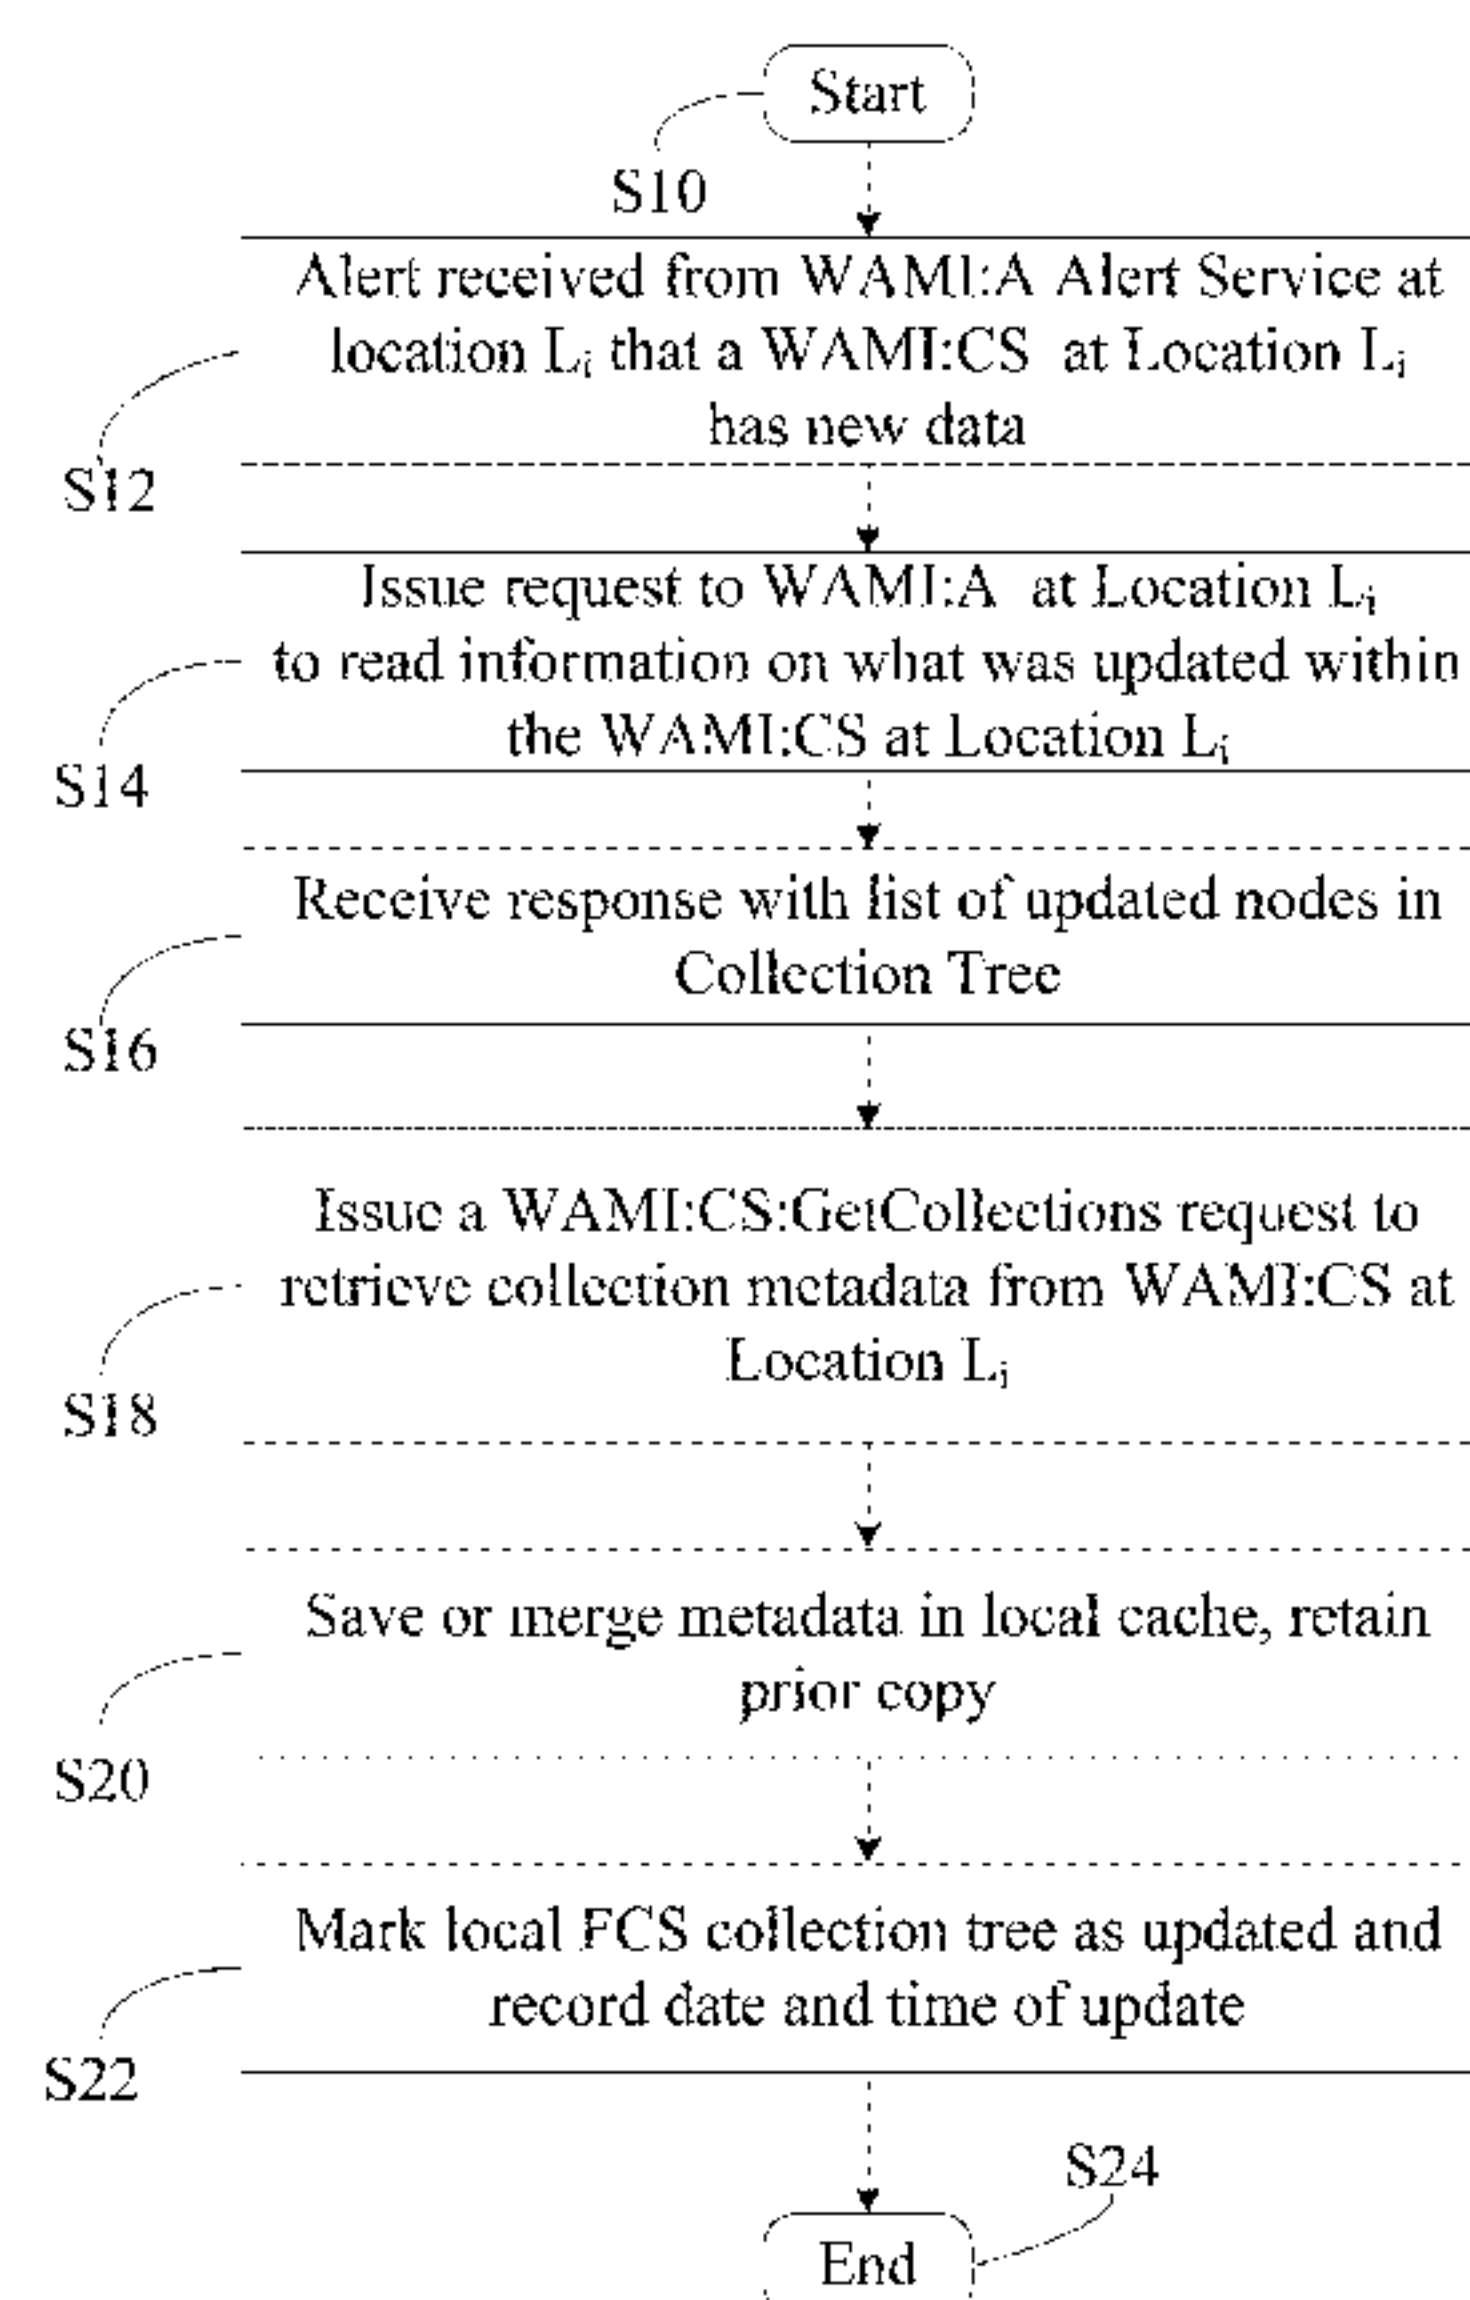 Start
S10
Alert received from WAMI:A Alert Service at
location Li that a WAMI:CS at Location Li
has new data
S12
Issue request to WAMI:A at Location Li
to read information on what was updated within
the WAMI:CS at Location Li
S14
Receive response with list of updated nodes in
Collection Tree
S16
Issue a WAMI:CS:GetCollections request to
retrieve collection metadata from WAMI:CS at
Location Li
S18
Save or merge metadata in local cache, retain
prior copy
S20
Mark local FCS collection tree as updated and
record date and time of update
S22
S24
End